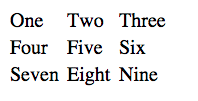 One Two Three
Four Five Six
Seven Eight Nine